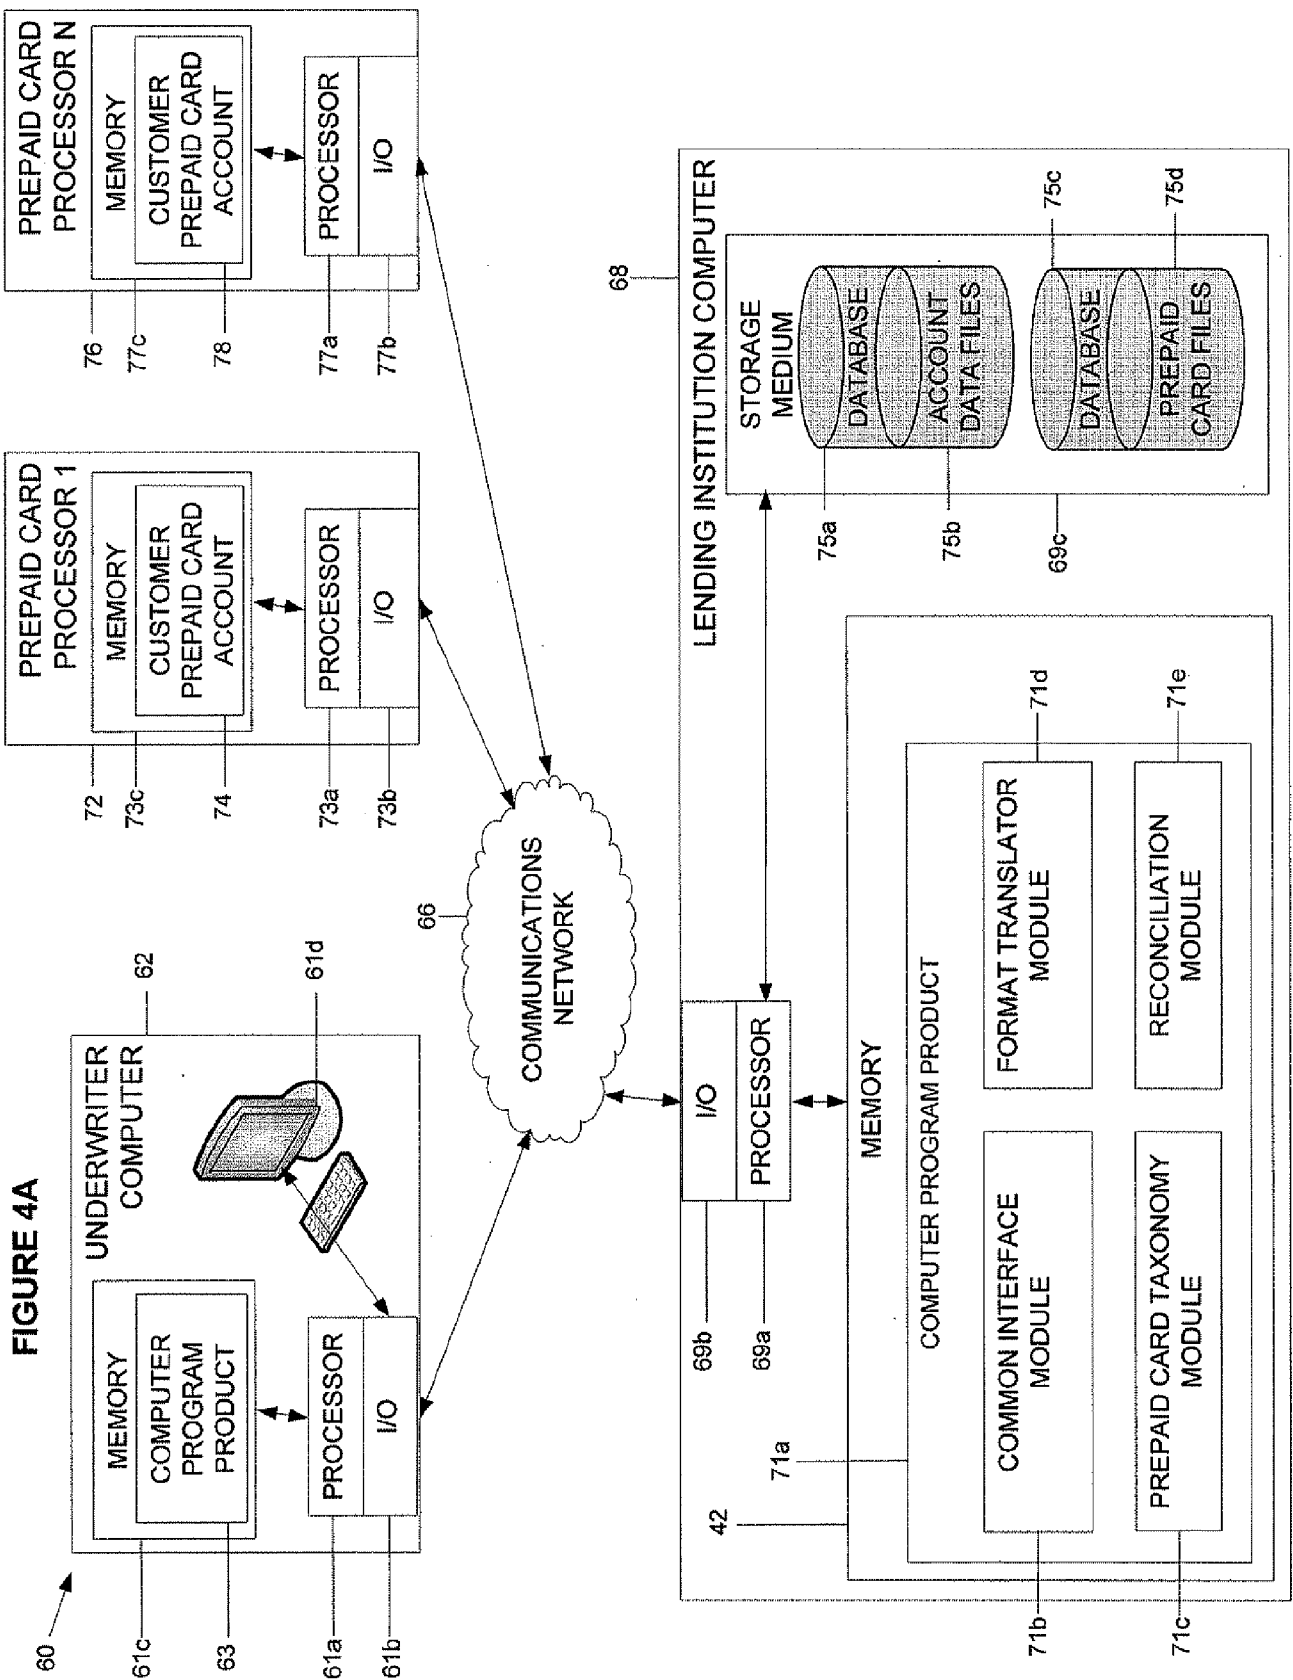 FIGURE 4A
60
UNDERWRITER
COMPUTER
62
61d
MEMORY
COMPUTER
PROGRAM
PRODUCT
PROCESSOR
I/O
61c
63
61a
61b
PREPAID CARD
PROCESSOR 1
MEMORY
CUSTOMER
PREPAID CARD
ACCOUNT
PROCESSOR
I/O
72
73c
74
73a
73b
PREPAID CARD
PROCESSOR N
MEMORY
CUSTOMER
PREPAID CARD
ACCOUNT
PROCESSOR
I/O
76
77c
78
77a
77b
66
COMMUNICATIONS
NETWORK
68
LENDING INSTITUTION COMPUTER
I/O
PROCESSOR
69b
69a
STORAGE
MEDIUM
DATABASE
ACCOUNT
DATA FILES
DATABASE
PREPAID
CARD FILES
75a
75b
69c
75c
75d
42
MEMORY
71a
COMPUTER PROGRAM PRODUCT
COMMON INTERFACE
MODULE
71b
FORMAT TRANSLATOR
MODULE
71d
PREPAID CARD TAXONOMY
MODULE
71c
RECONCILIATION
MODULE
71e